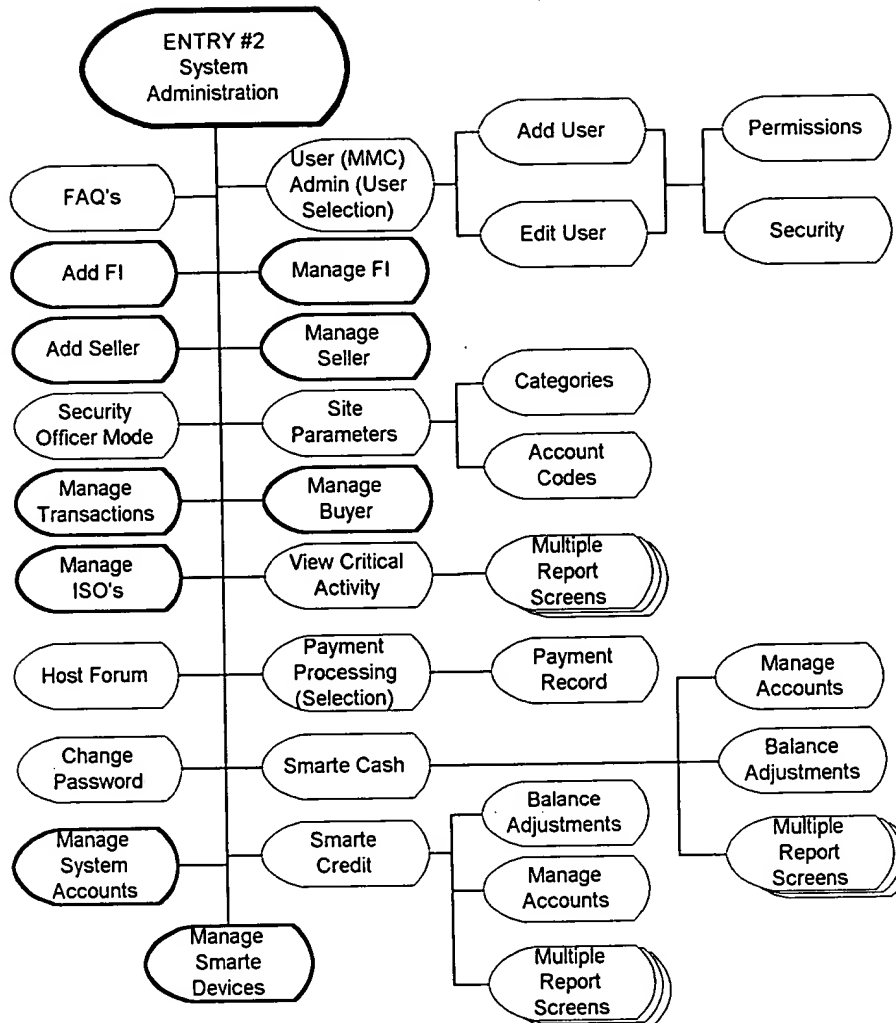 ENTRY #2
System
Administration
FAQ's
User (MMC)
Admin (User
Selection)
Add User
Edit User
Permissions
Security
Add FI
Manage FI
Add Seller
Manage
Seller
Security
Officer Mode
Site
Parameters
Categories
Account
Codes
Manage
Transactions
Manage
Buyer
Manage
ISO's
View Critical
Activity
Multiple
Report
Screens
Host Forum
Payment
Processing
(Selection)
Payment
Record
Change
Password
Smarte Cash
Manage
Accounts
Balance
Adjustments
Multiple
Report
Screens
Manage
System
Accounts
Smarte
Credit
Balance
Adjustments
Manage
Accounts
Multiple
Report
Screens
Manage
Smarte
Devices